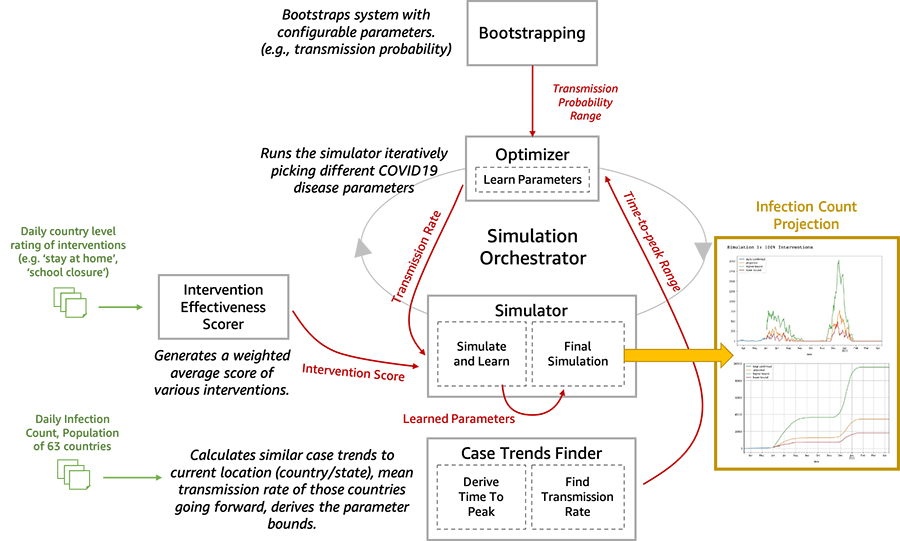 Bootstraps system with
configurable parameters.
(e.g., transmission probability)
Bootstrapping
Transmission
Probability
Range
Runs the simulator iteratively
picking different COVID19
disease parameters
Optimizer
Learn Parameters
Transmission Rate
Time-to-peak Range
Simulation
Orchestrator
Infection Count
Projection
Simulation 1: 100% Interventions
Daily country level
rating of interventions
(e.g. ‘stay at home’,
‘school closure’)
Intervention
Effectiveness
Scorer
Generates a weighted
average score of
various interventions.
Intervention Score
Simulator
Simulate
and Learn
Final
Simulation
Learned Parameters
Daily Infection
Count, Population
of 63 countries
Calculates similar case trends to
current location (country/state), mean
transmission rate of those countries
going forward, derives the parameter
bounds.
Case Trends Finder
Derive
Time To
Peak
Find
Transmission
Rate